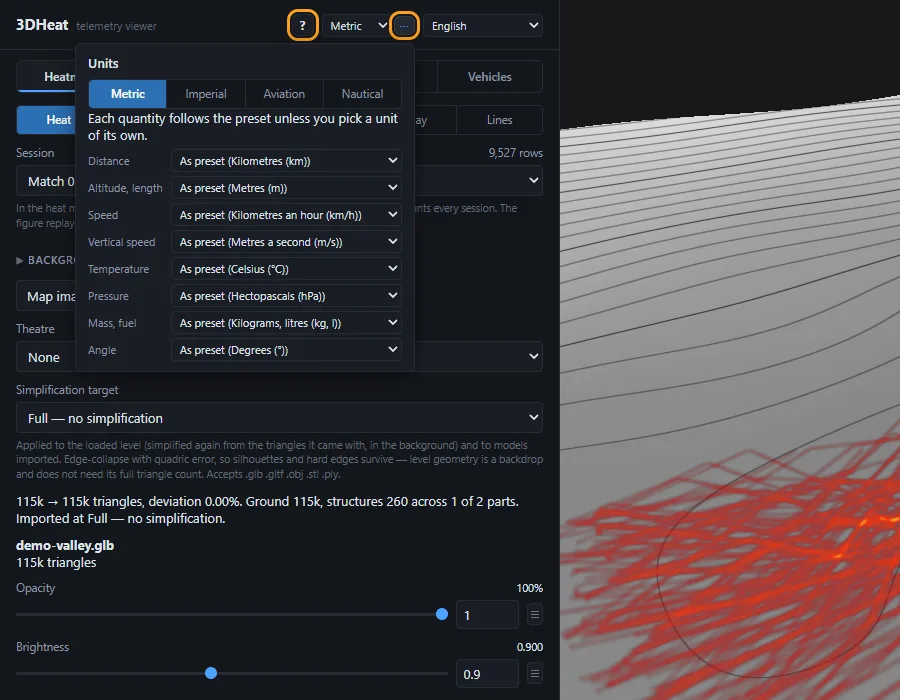 3DHeat telemetry viewer ? Metric ... English
Units
Metric Imperial Aviation Nautical
Each quantity follows the preset unless you pick a unit
of its own.
Distance As preset (Kilometres (km))
Altitude, length As preset (Metres (m))
Speed As preset (Kilometres an hour (km/h))
Vertical speed As preset (Metres a second (m/s))
Temperature As preset (Celsius (°C))
Pressure As preset (Hectopascals (hPa))
Mass, fuel As preset (Kilograms, litres (kg, l))
Angle As preset (Degrees (°))
Heatm Vehicles
Heat ay Lines
Session 9,527 rows
Match 0
In the heat m nts every session. The
figure replay
BACKGR
Map ima
Theatre
None
Simplification target
Full — no simplification
Applied to the loaded level (simplified again from the triangles it came with, in the background) and to models
imported. Edge-collapse with quadric error, so silhouettes and hard edges survive — level geometry is a backdrop
and does not need its full triangle count. Accepts .glb .gltf .obj .stl .ply.
115k → 115k triangles, deviation 0.00%. Ground 115k, structures 260 across 1 of 2 parts.
Imported at Full — no simplification.
demo-valley.glb
115k triangles
Opacity 100%
1
Brightness 0.900
0.9